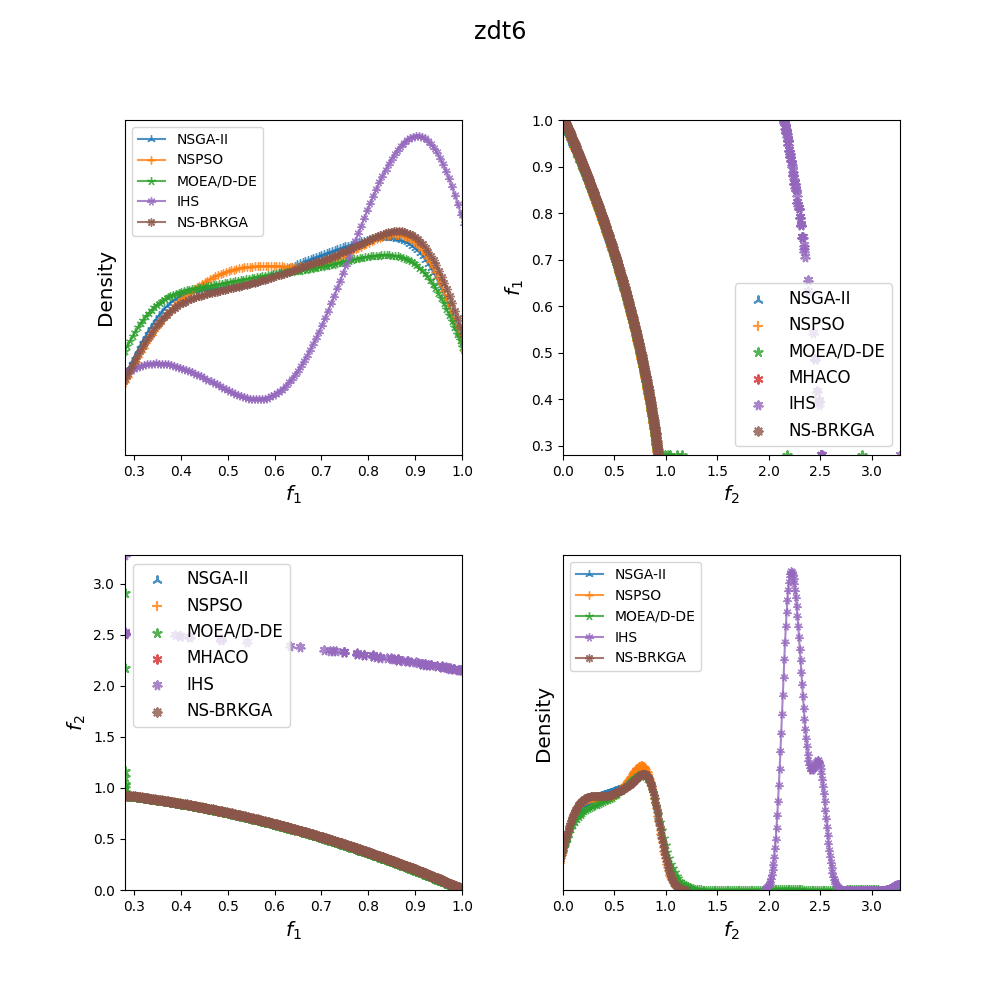 zdt6
NSGA-II
NSPSO
MOEA/D-DE
IHS
NS-BRKGA
Density
0.3 0.4 0.5 0.6 0.7 0.8 0.9 1.0
f1
1.0
0.9
0.8
0.7
0.6
0.5
0.4
0.3
f1
NSGA-II
NSPSO
MOEA/D-DE
MHACO
IHS
NS-BRKGA
0.0 0.5 1.0 1.5 2.0 2.5 3.0
f2
3.0
2.5
2.0
1.5
1.0
0.5
0.0
f2
NSGA-II
NSPSO
MOEA/D-DE
MHACO
IHS
NS-BRKGA
0.3 0.4 0.5 0.6 0.7 0.8 0.9 1.0
f1
NSGA-II
NSPSO
MOEA/D-DE
IHS
NS-BRKGA
Density
0.0 0.5 1.0 1.5 2.0 2.5 3.0
f2